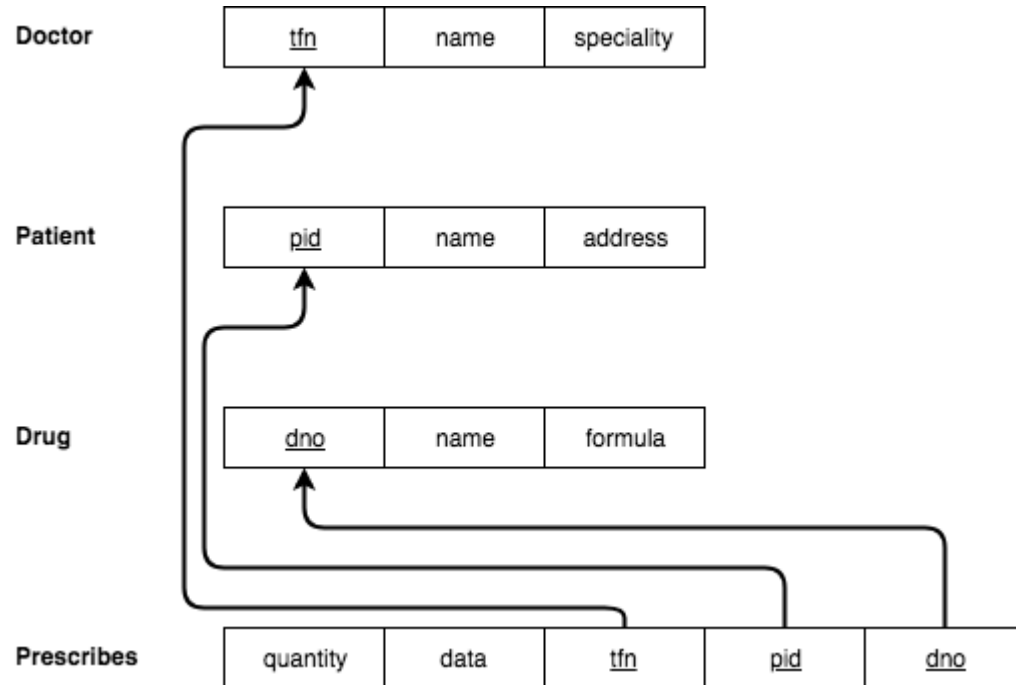 Doctor tfn name speciality
Patient pid name address
Drug dno name formula
Prescribes quantity data tfn pid dno